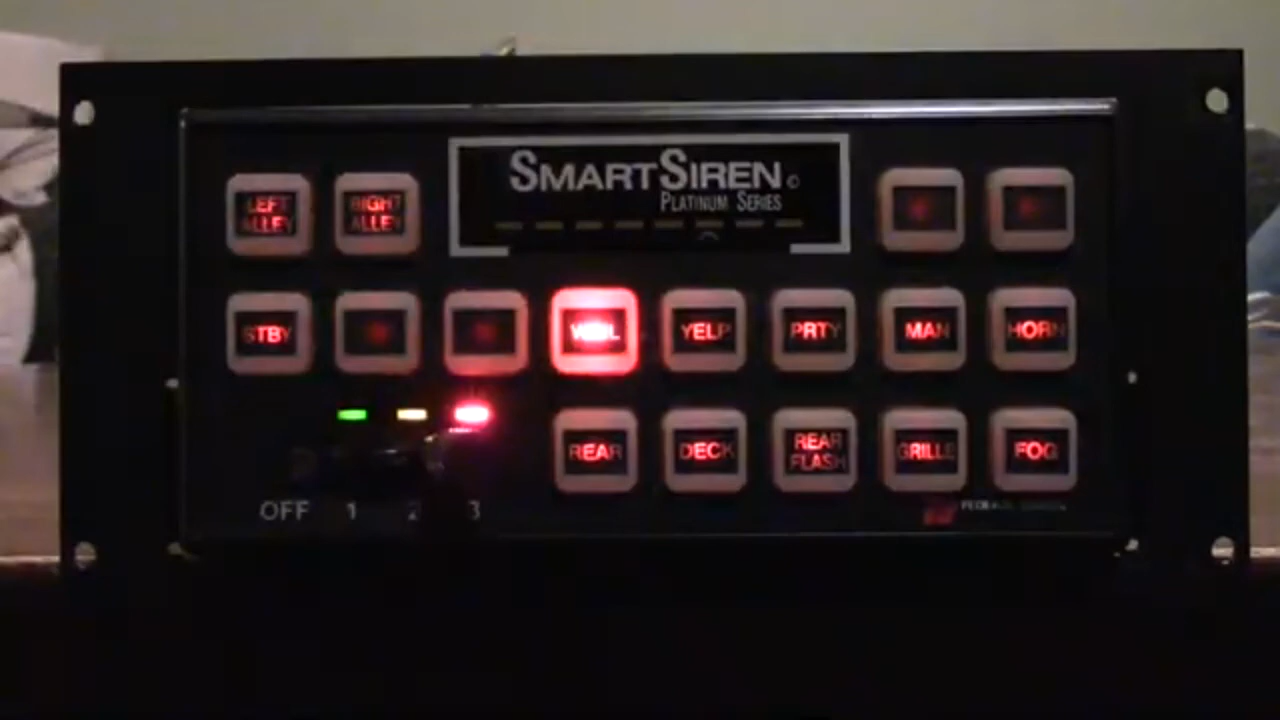 LEFT ALLEY
RIGHT ALLEY
SMARTSIREN©
PLATINUM SERIES
STBY
WAIL
YELP
PRTY
MAN
HORN
REAR
DECK
REAR FLASH
GRILLE
FOG
OFF 1 2 3